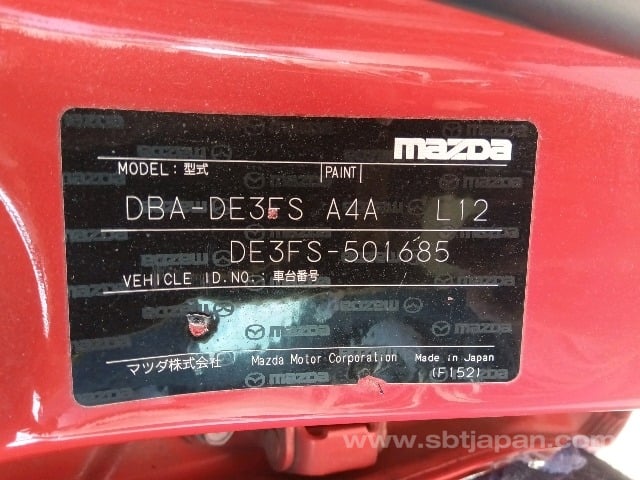 mazda
MODEL: 型式 PAINT
DBA-DE3FS A4A L12
DE3FS-501685
VEHICLE ID.NO. 車台番号
マツダ株式会社 Mazda Motor Corporation Made in Japan
(F152)
www.sbtjapan.com